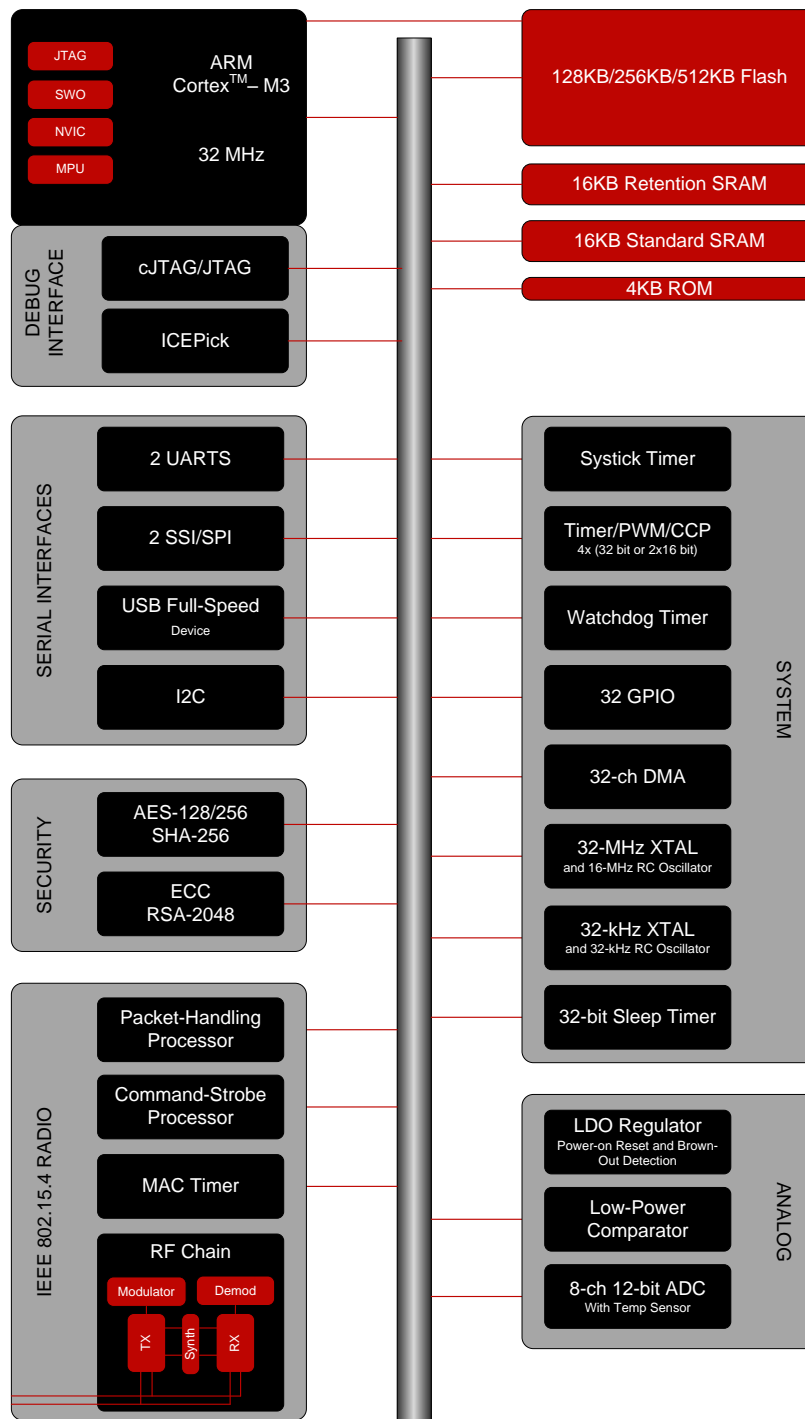 JTAG
SWO
NVIC
MPU
ARM
Cortex™– M3
32 MHz
128KB/256KB/512KB Flash
16KB Retention SRAM
16KB Standard SRAM
4KB ROM
DEBUG
INTERFACE
cJTAG/JTAG
ICEPick
SERIAL INTERFACES
2 UARTS
2 SSI/SPI
USB Full-Speed
Device
I2C
SYSTEM
Systick Timer
Timer/PWM/CCP
4x (32 bit or 2x16 bit)
Watchdog Timer
32 GPIO
32-ch DMA
32-MHz XTAL
and 16-MHz RC Oscillator
32-kHz XTAL
and 32-kHz RC Oscillator
32-bit Sleep Timer
SECURITY
AES-128/256
SHA-256
ECC
RSA-2048
IEEE 802.15.4 RADIO
Packet-Handling
Processor
Command-Strobe
Processor
MAC Timer
RF Chain
Modulator
Demod
TX
Synth
RX
ANALOG
LDO Regulator
Power-on Reset and Brown-
Out Detection
Low-Power
Comparator
8-ch 12-bit ADC
With Temp Sensor